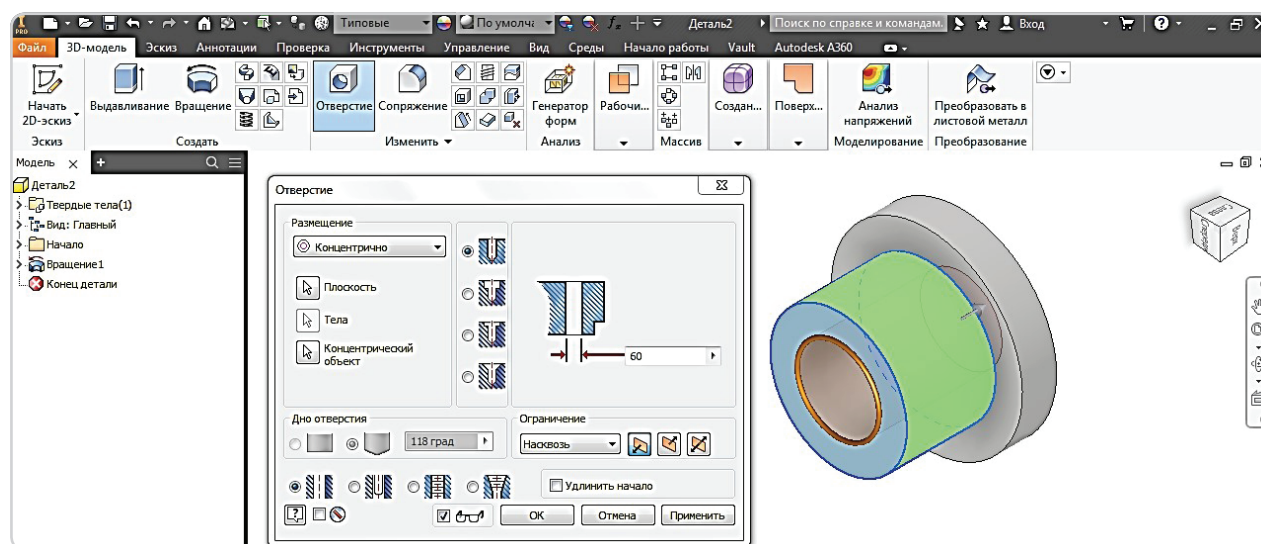 PRO
Типовые
По умолча
Деталь2
Поиск по справке и командам.
Вход
Файл 3D-модель Эскиз Аннотации Проверка Инструменты Управление Вид Среды Начало работы Vault Autodesk A360
Начать 2D-эскиз
Выдавливание Вращение
Отверстие Сопряжение
Генератор форм
Рабочи...
Создан...
Поверх...
Анализ напряжений
Преобразовать в листовой металл
Эскиз Создать Изменить Анализ Массив Моделирование Преобразование
Модель
Деталь2
Твердые тела(1)
Вид: Главный
Начало
Вращение1
Конец детали
Отверстие
Размещение
Концентрично
Плоскость
Тела
Концентрический
объект
60
Дно отверстия
118 град
Ограничение
Насквозь
Удлинить начало
ОК Отмена Применить